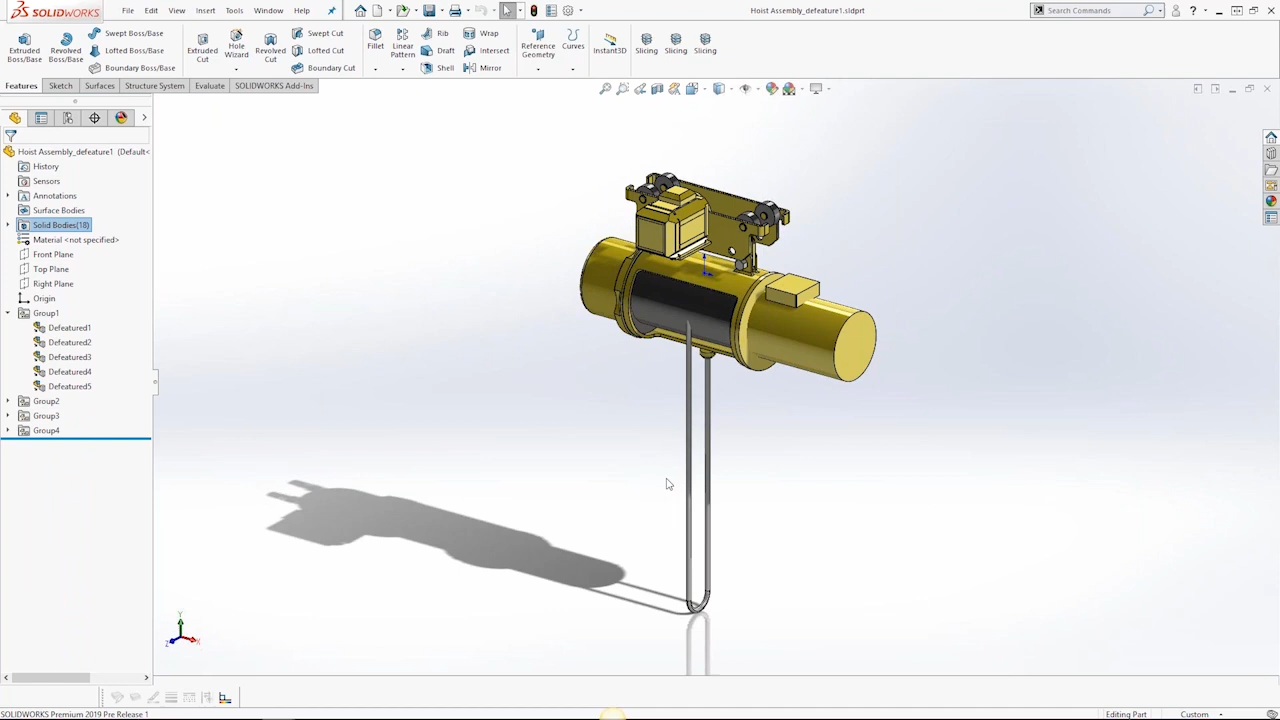 SOLIDWORKS
File Edit View Insert Tools Window Help
Hoist Assembly_defeature1.sldprt
Search Commands
Extruded Boss/Base
Revolved Boss/Base
Swept Boss/Base
Lofted Boss/Base
Boundary Boss/Base
Extruded Cut
Hole Wizard
Revolved Cut
Swept Cut
Lofted Cut
Boundary Cut
Fillet
Linear Pattern
Rib
Draft
Shell
Wrap
Intersect
Mirror
Reference Geometry
Curves
Instant3D
Slicing
Slicing
Slicing
Features Sketch Surfaces Structure System Evaluate SOLIDWORKS Add-Ins
Hoist Assembly_defeature1 (Default<
History
Sensors
Annotations
Surface Bodies
Solid Bodies(18)
Material <not specified>
Front Plane
Top Plane
Right Plane
Origin
Group1
Defeatured1
Defeatured2
Defeatured3
Defeatured4
Defeatured5
Group2
Group3
Group4
Y
Z
X
SOLIDWORKS Premium 2019 Pre Release 1
Editing Part
Custom